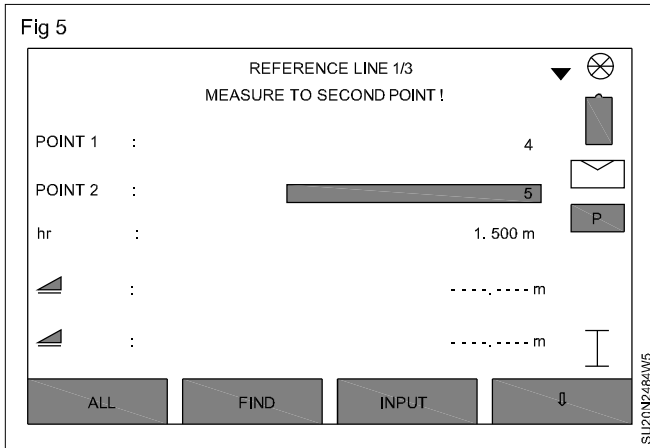 Fig 5
REFERENCE LINE 1/3
MEASURE TO SECOND POINT !
POINT 1 : 4
POINT 2 : 5
P
hr : 1. 500 m
: - - - -. - - - - m
: - - - -. - - - - m
ALL FIND INPUT ⇩
SU20N2484W5